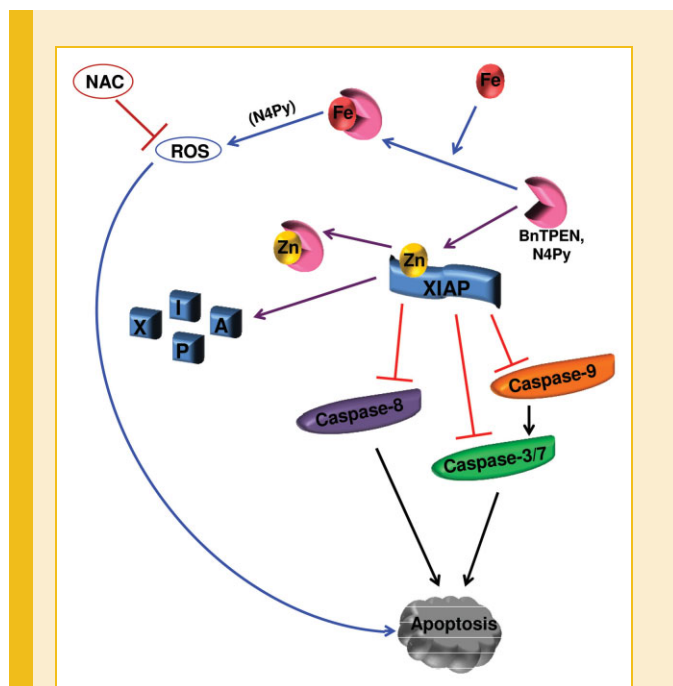 NAC
Fe
Fe
(N4Py)
ROS
BnTPEN,
N4Py
Zn
Zn
XIAP
X
I
A
P
Caspase-9
Caspase-8
Caspase-3/7
Apoptosis